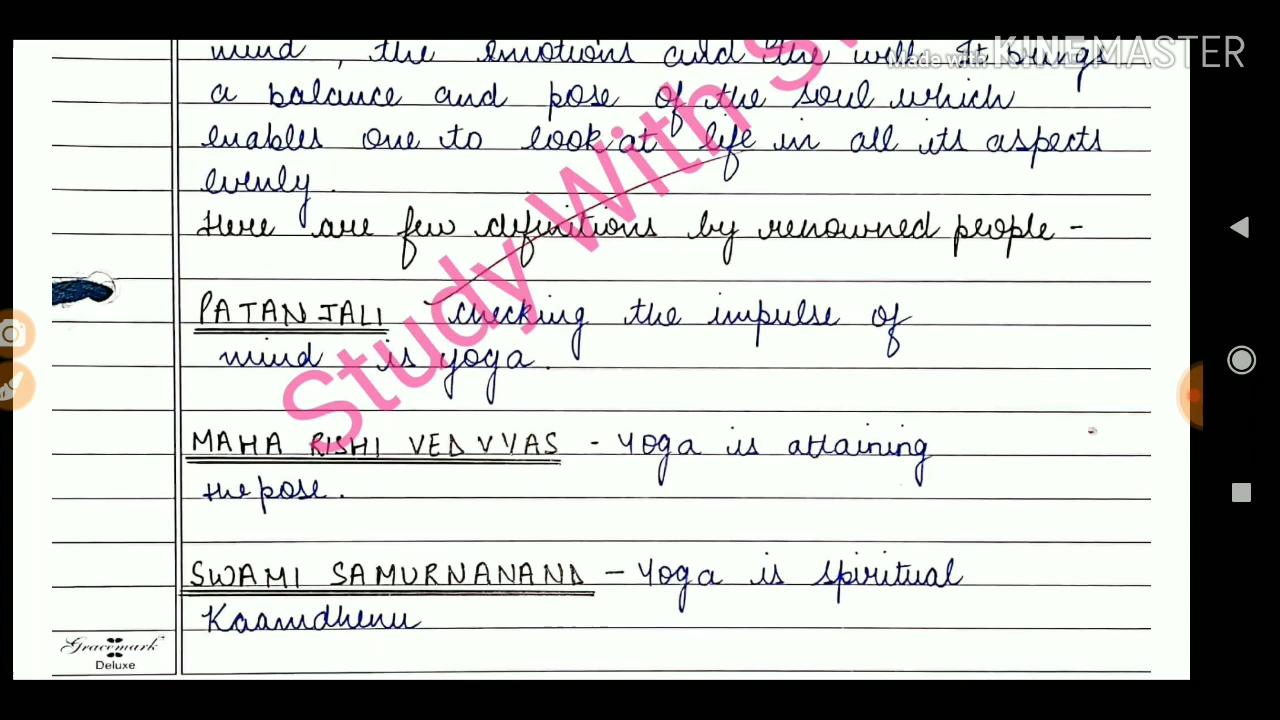 Made with KINEMASTER
mind, the emotions and the will. It brings
a balance and pose of the soul which
enables one to look at life in all its aspects
evenly.
Here are few definitions by renowned people -
PATANJALI checking the impulse of
mind is yoga.
MAHA RISHI VED VYAS - Yoga is attaining
the pose.
SWAMI SAMURNANAND - Yoga is spiritual
Kaamdhenu
Study With
Gracemark
Deluxe